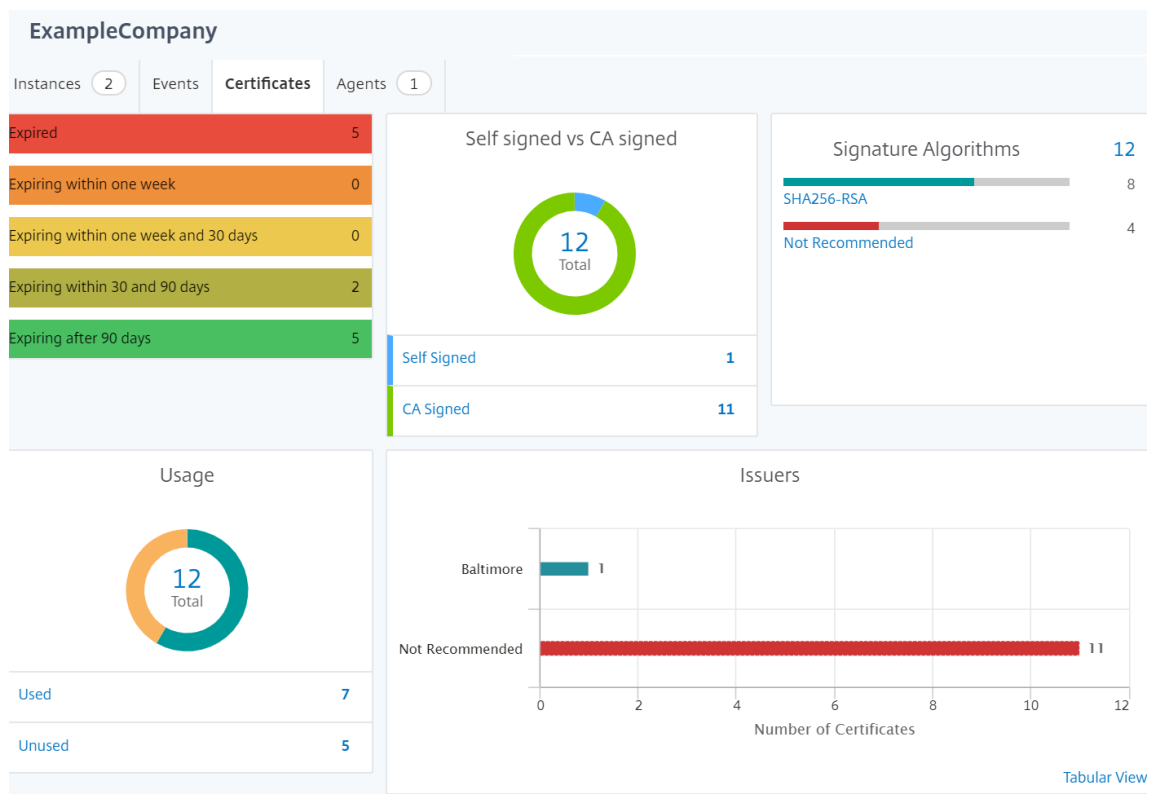 ExampleCompany
Instances 2 Events Certificates Agents 1
Expired 5
Expiring within one week 0
Expiring within one week and 30 days 0
Expiring within 30 and 90 days 2
Expiring after 90 days 5
Self signed vs CA signed
12
Total
Self Signed 1
CA Signed 11
Signature Algorithms 12
8
SHA256-RSA
4
Not Recommended
Usage
12
Total
Used 7
Unused 5
Issuers
Baltimore 1
Not Recommended 11
0 2 4 6 8 10 12
Number of Certificates
Tabular View